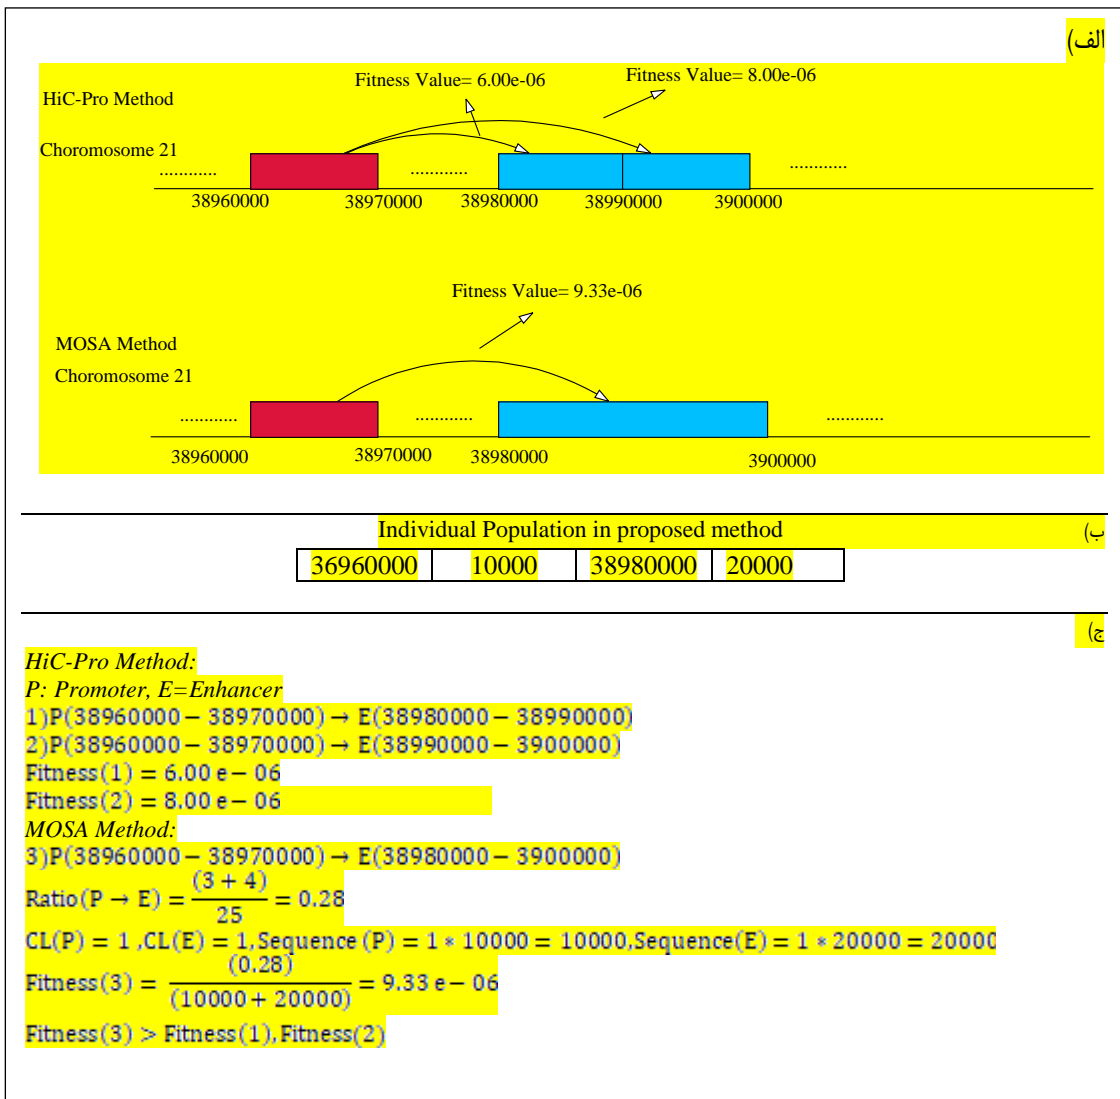 الف)
Fitness Value= 6.00e-06
Fitness Value= 8.00e-06
HiC-Pro Method
Choromosome 21
............ ............ ............
38960000 38970000 38980000 38990000 3900000
Fitness Value= 9.33e-06
MOSA Method
Choromosome 21
............ ............ ............
38960000 38970000 38980000 3900000
ب) Individual Population in proposed method
36960000 10000 38980000 20000
ج)
HiC-Pro Method:
P: Promoter, E=Enhancer
1)P(38960000 − 38970000) → E(38980000 − 38990000)
2)P(38960000 − 38970000) → E(38990000 − 3900000)
Fitness(1) = 6.00 e − 06
Fitness(2) = 8.00 e − 06
MOSA Method:
3)P(38960000 − 38970000) → E(38980000 − 3900000)
Ratio(P → E) = (3 + 4) / 25 = 0.28
CL(P) = 1 ,CL(E) = 1,Sequence (P) = 1 * 10000 = 10000,Sequence(E) = 1 * 20000 = 20000
Fitness(3) = (0.28) / (10000 + 20000) = 9.33 e − 06
Fitness(3) > Fitness(1),Fitness(2)